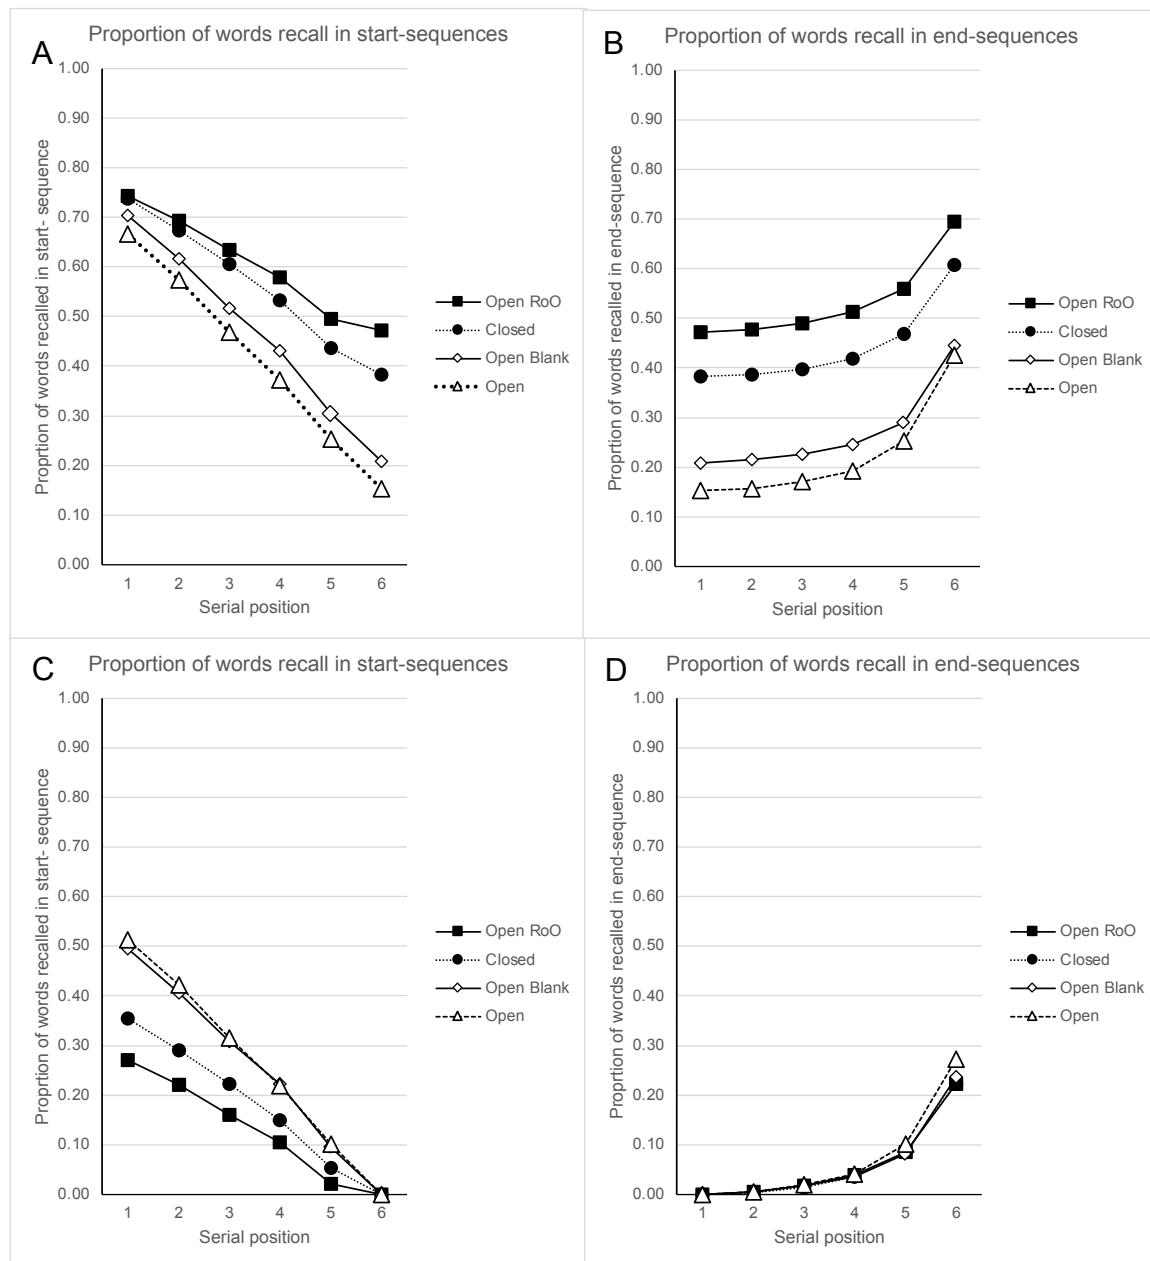 A
Proportion of words recall in start-sequences
1.00
0.90
0.80
0.70
0.60
0.50
0.40
0.30
0.20
0.10
0.00
Proprtion of words recalled in start- sequence
1 2 3 4 5 6
Serial position
Open RoO
Closed
Open Blank
Open
B
Proportion of words recall in end-sequences
1.00
0.90
0.80
0.70
0.60
0.50
0.40
0.30
0.20
0.10
0.00
Proprtion of words recalled in end-sequence
1 2 3 4 5 6
Serial position
Open RoO
Closed
Open Blank
Open
C
Proportion of words recall in start-sequences
1.00
0.90
0.80
0.70
0.60
0.50
0.40
0.30
0.20
0.10
0.00
Proprtion of words recalled in start- sequence
1 2 3 4 5 6
Serial position
Open RoO
Closed
Open Blank
Open
D
Proportion of words recall in end-sequences
1.00
0.90
0.80
0.70
0.60
0.50
0.40
0.30
0.20
0.10
0.00
Proprtion of words recalled in end-sequence
1 2 3 4 5 6
Serial position
Open RoO
Closed
Open Blank
Open